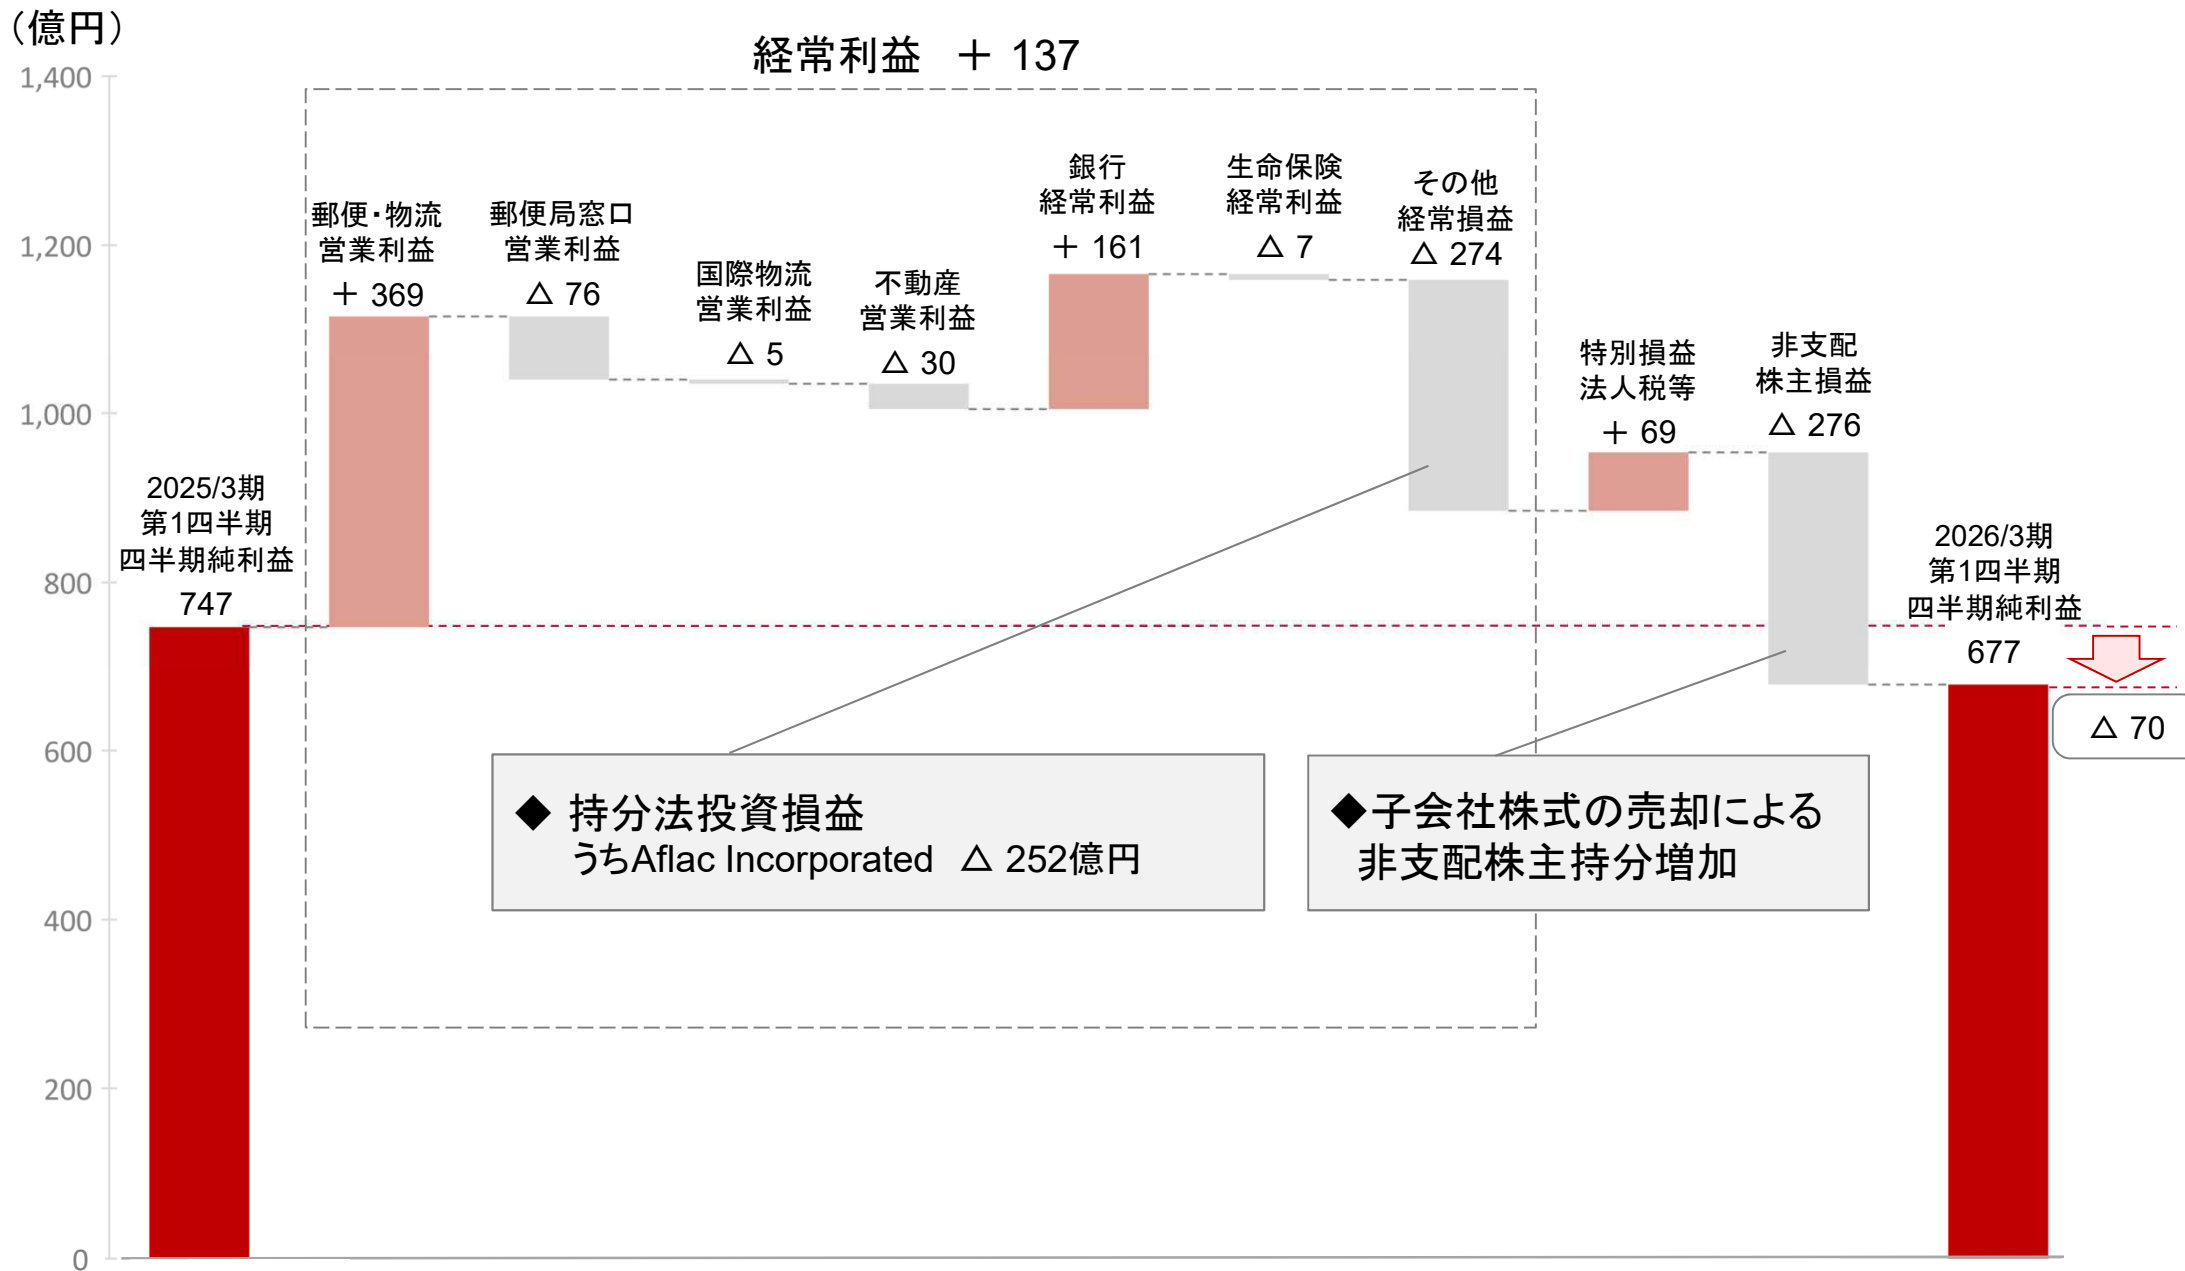 （億円）
経常利益 ＋ 137
1,400
1,200
1,000
800
600
400
200
0
2025/3期
第1四半期
四半期純利益
747
郵便・物流
営業利益
＋ 369
郵便局窓口
営業利益
△ 76
国際物流
営業利益
△ 5
不動産
営業利益
△ 30
銀行
経常利益
＋ 161
生命保険
経常利益
△ 7
その他
経常損益
△ 274
特別損益
法人税等
＋ 69
非支配
株主損益
△ 276
2026/3期
第1四半期
四半期純利益
677
△ 70
◆ 持分法投資損益
うちAflac Incorporated △ 252億円
◆子会社株式の売却による
非支配株主持分増加